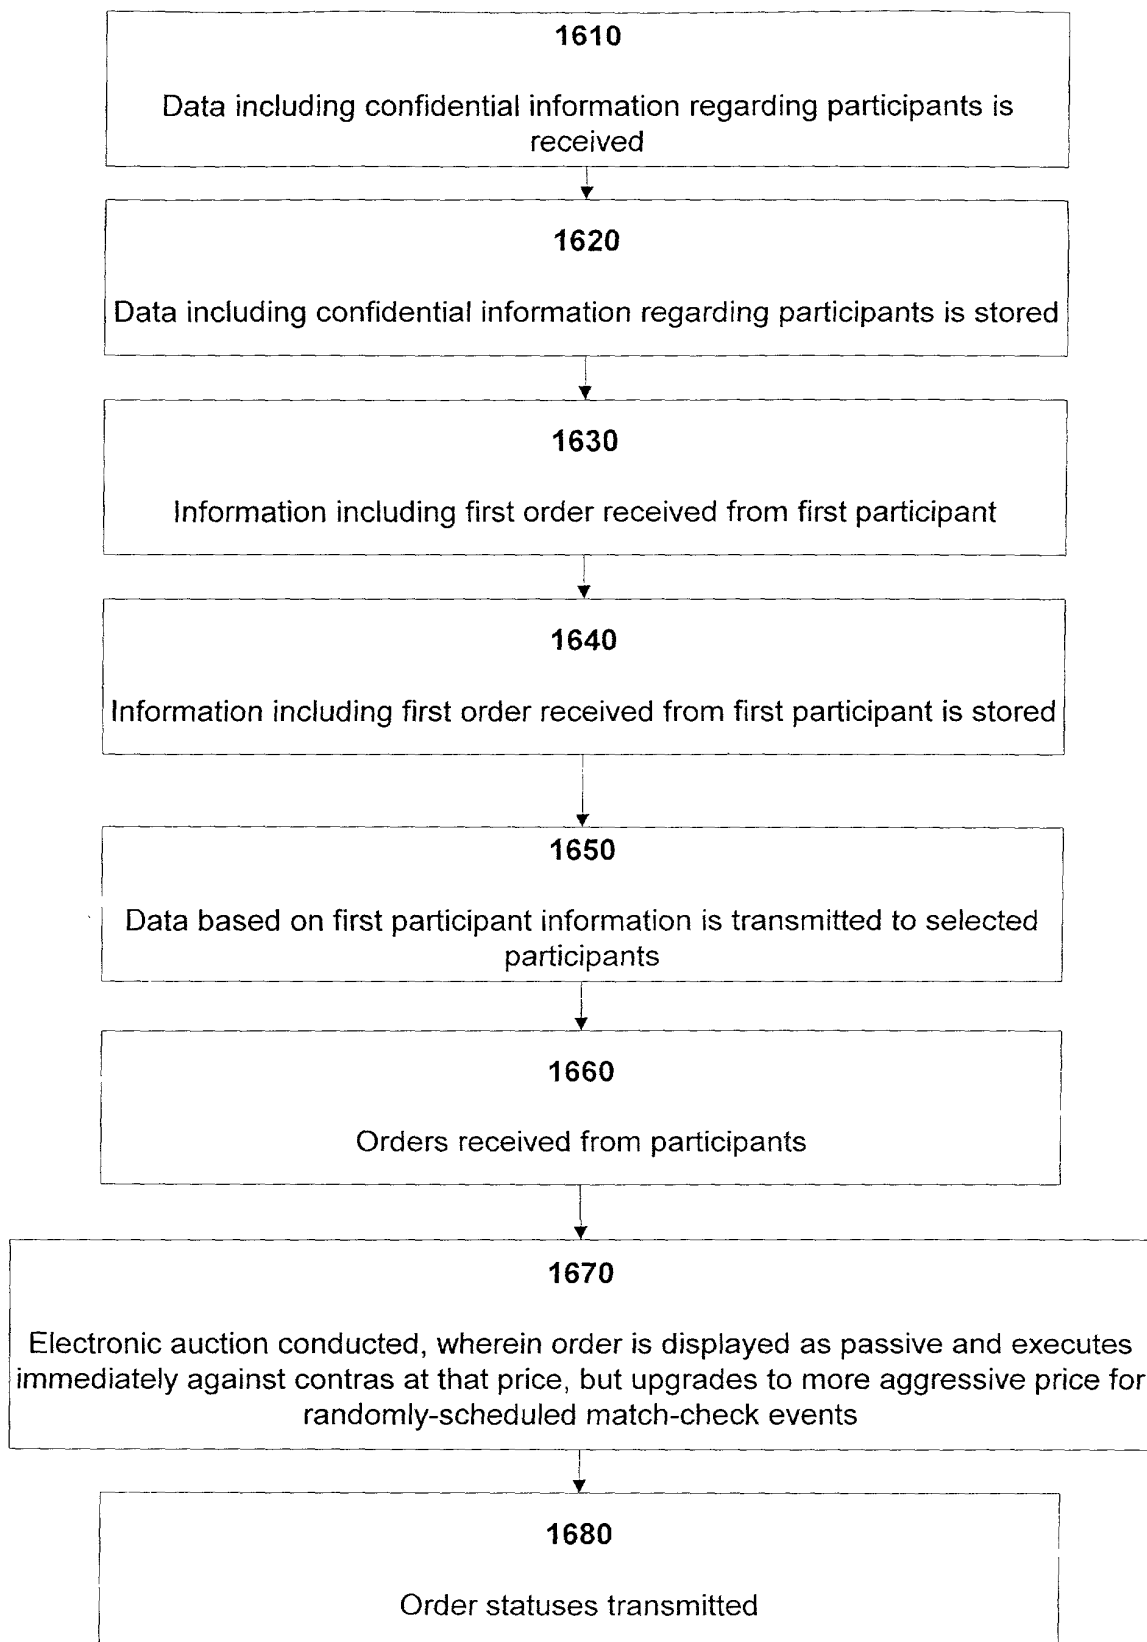 1610
Data including confidential information regarding participants is
received
1620
Data including confidential information regarding participants is stored
1630
Information including first order received from first participant
1640
Information including first order received from first participant is stored
1650
Data based on first participant information is transmitted to selected
participants
1660
Orders received from participants
1670
Electronic auction conducted, wherein order is displayed as passive and executes
immediately against contras at that price, but upgrades to more aggressive price for
randomly-scheduled match-check events
1680
Order statuses transmitted